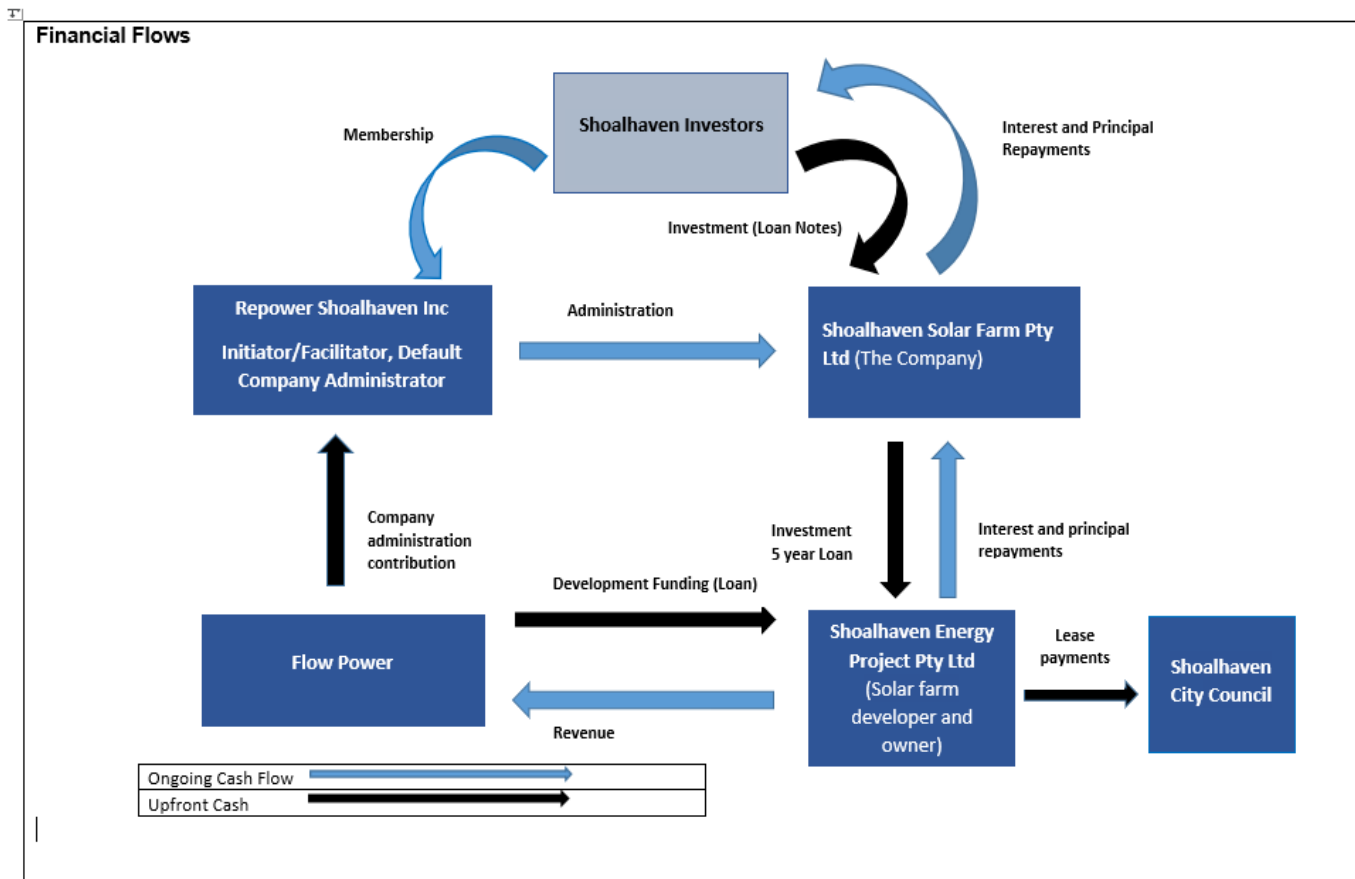 Financial Flows
Shoalhaven Investors
Membership
Interest and Principal
Repayments
Investment (Loan Notes)
Repower Shoalhaven Inc
Initiator/Facilitator, Default
Company Administrator
Administration
Shoalhaven Solar Farm Pty
Ltd (The Company)
Company
administration
contribution
Investment
5 year Loan
Interest and principal
repayments
Development Funding (Loan)
Flow Power
Shoalhaven Energy
Project Pty Ltd
(Solar farm
developer and
owner)
Lease
payments
Shoalhaven
City Council
Revenue
Ongoing Cash Flow
Upfront Cash